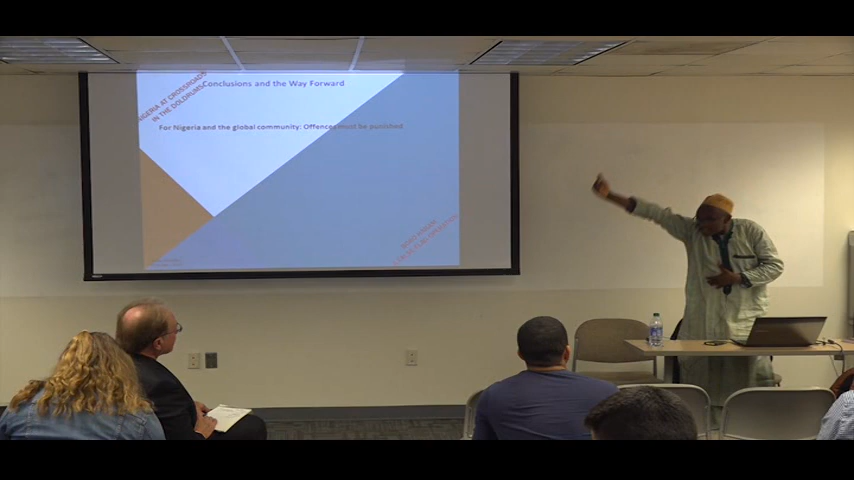 Conclusions and the Way Forward
NIGERIA AT CROSSROADS
IN THE DOLDRUMS
For Nigeria and the global community: Offences must be punished